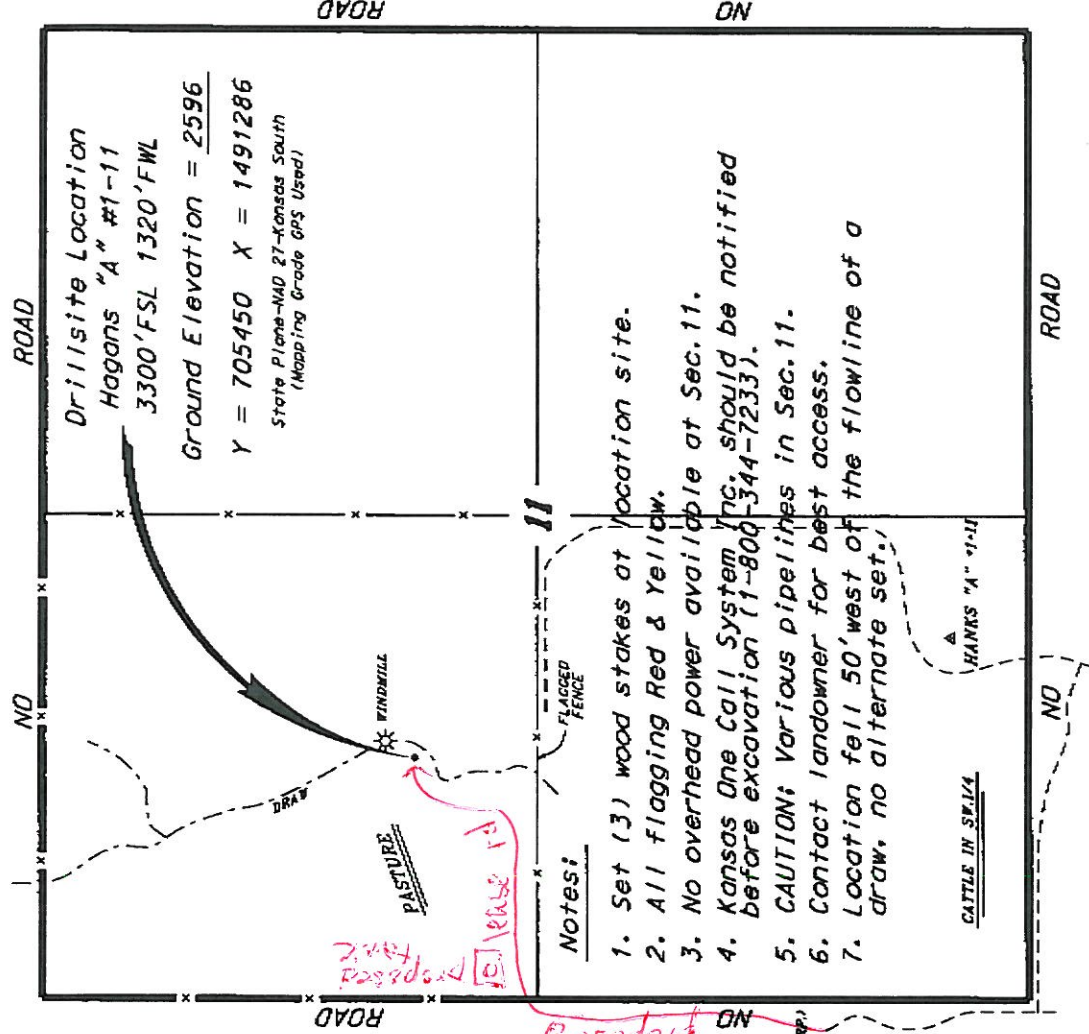 ROAD
NO
NO
ROAD
Drillsite Location
Hagans "A" #1-11
3300'FSL 1320'FWL
Ground Elevation = 2596
Y = 705450 X = 1491286
State Plane-NAD 27-Kansas South
(Mapping Grade GPS Used)
WINDMILL
DRAW
PASTURE
lease rd
proposed
tank
11
FLAGGED
FENCE
Notes:
1. Set (3) wood stakes at location site.
2. All flagging Red & Yellow.
3. No overhead power available at Sec.11.
4. Kansas One Call System Inc. should be notified
before excavation (1-800-344-7233).
5. CAUTION: Various pipelines in Sec.11.
6. Contact landowner for best access.
7. Location fell 50'west of the flowline of a
draw, no alternate set.
HANKS "A" #1-11
CATTLE IN SW.1/4
NO
ROAD
ROAD
NO